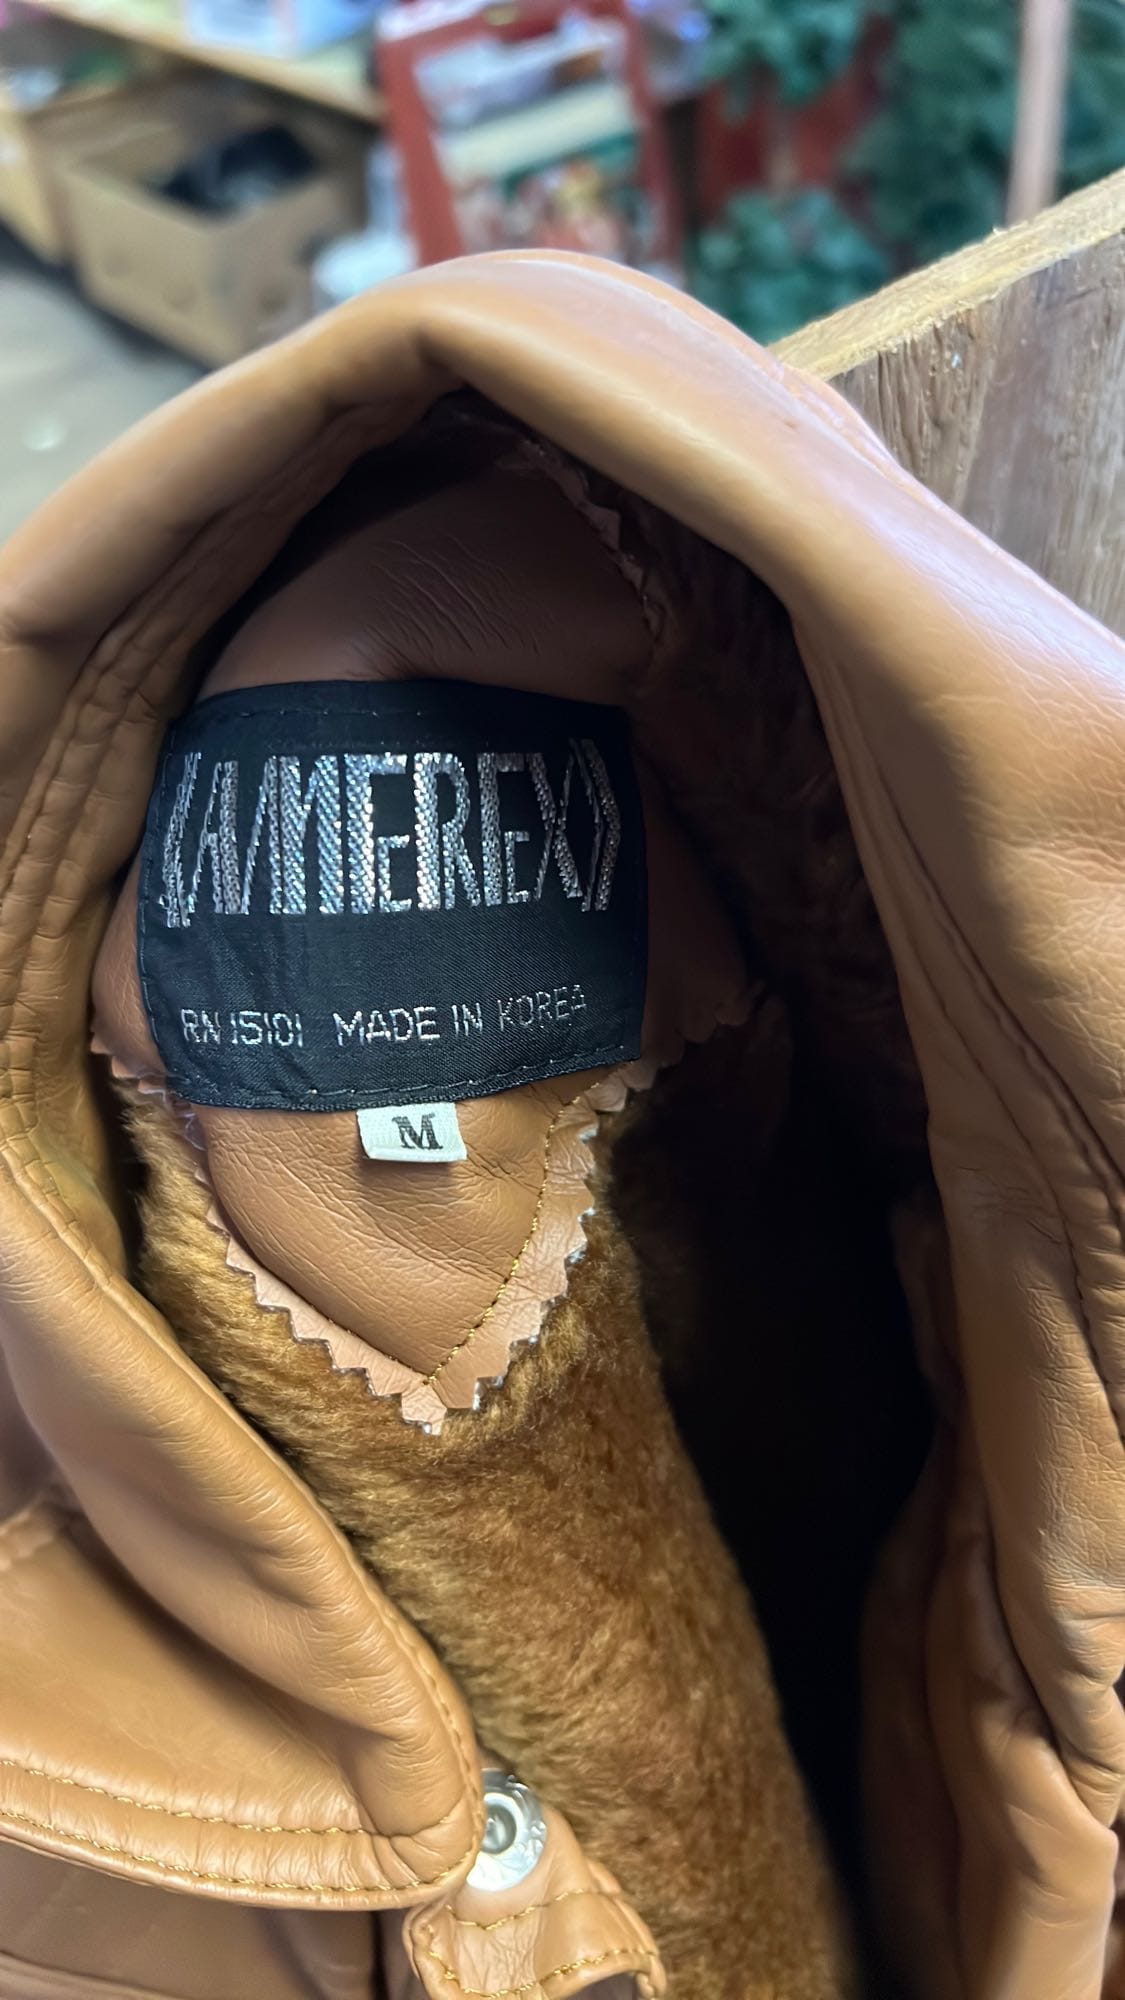 ⟨⟨AMEREX⟩⟩
RN 15101 MADE IN KOREA
M